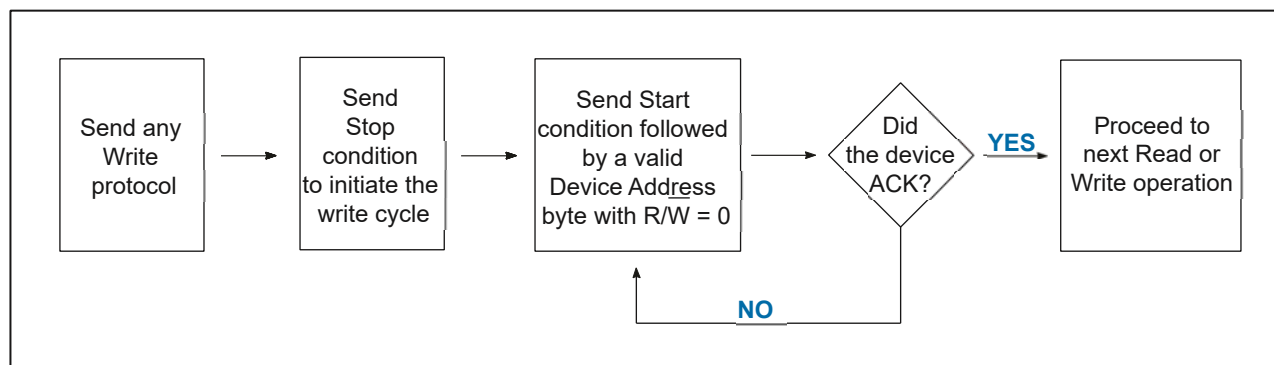 Send any
Write
protocol
Send
Stop
condition
to initiate the
write cycle
Send Start
condition followed
by a valid
Device Address
byte with R/W̅ = 0
Did
the device
ACK?
YES
Proceed to
next Read or
Write operation
NO